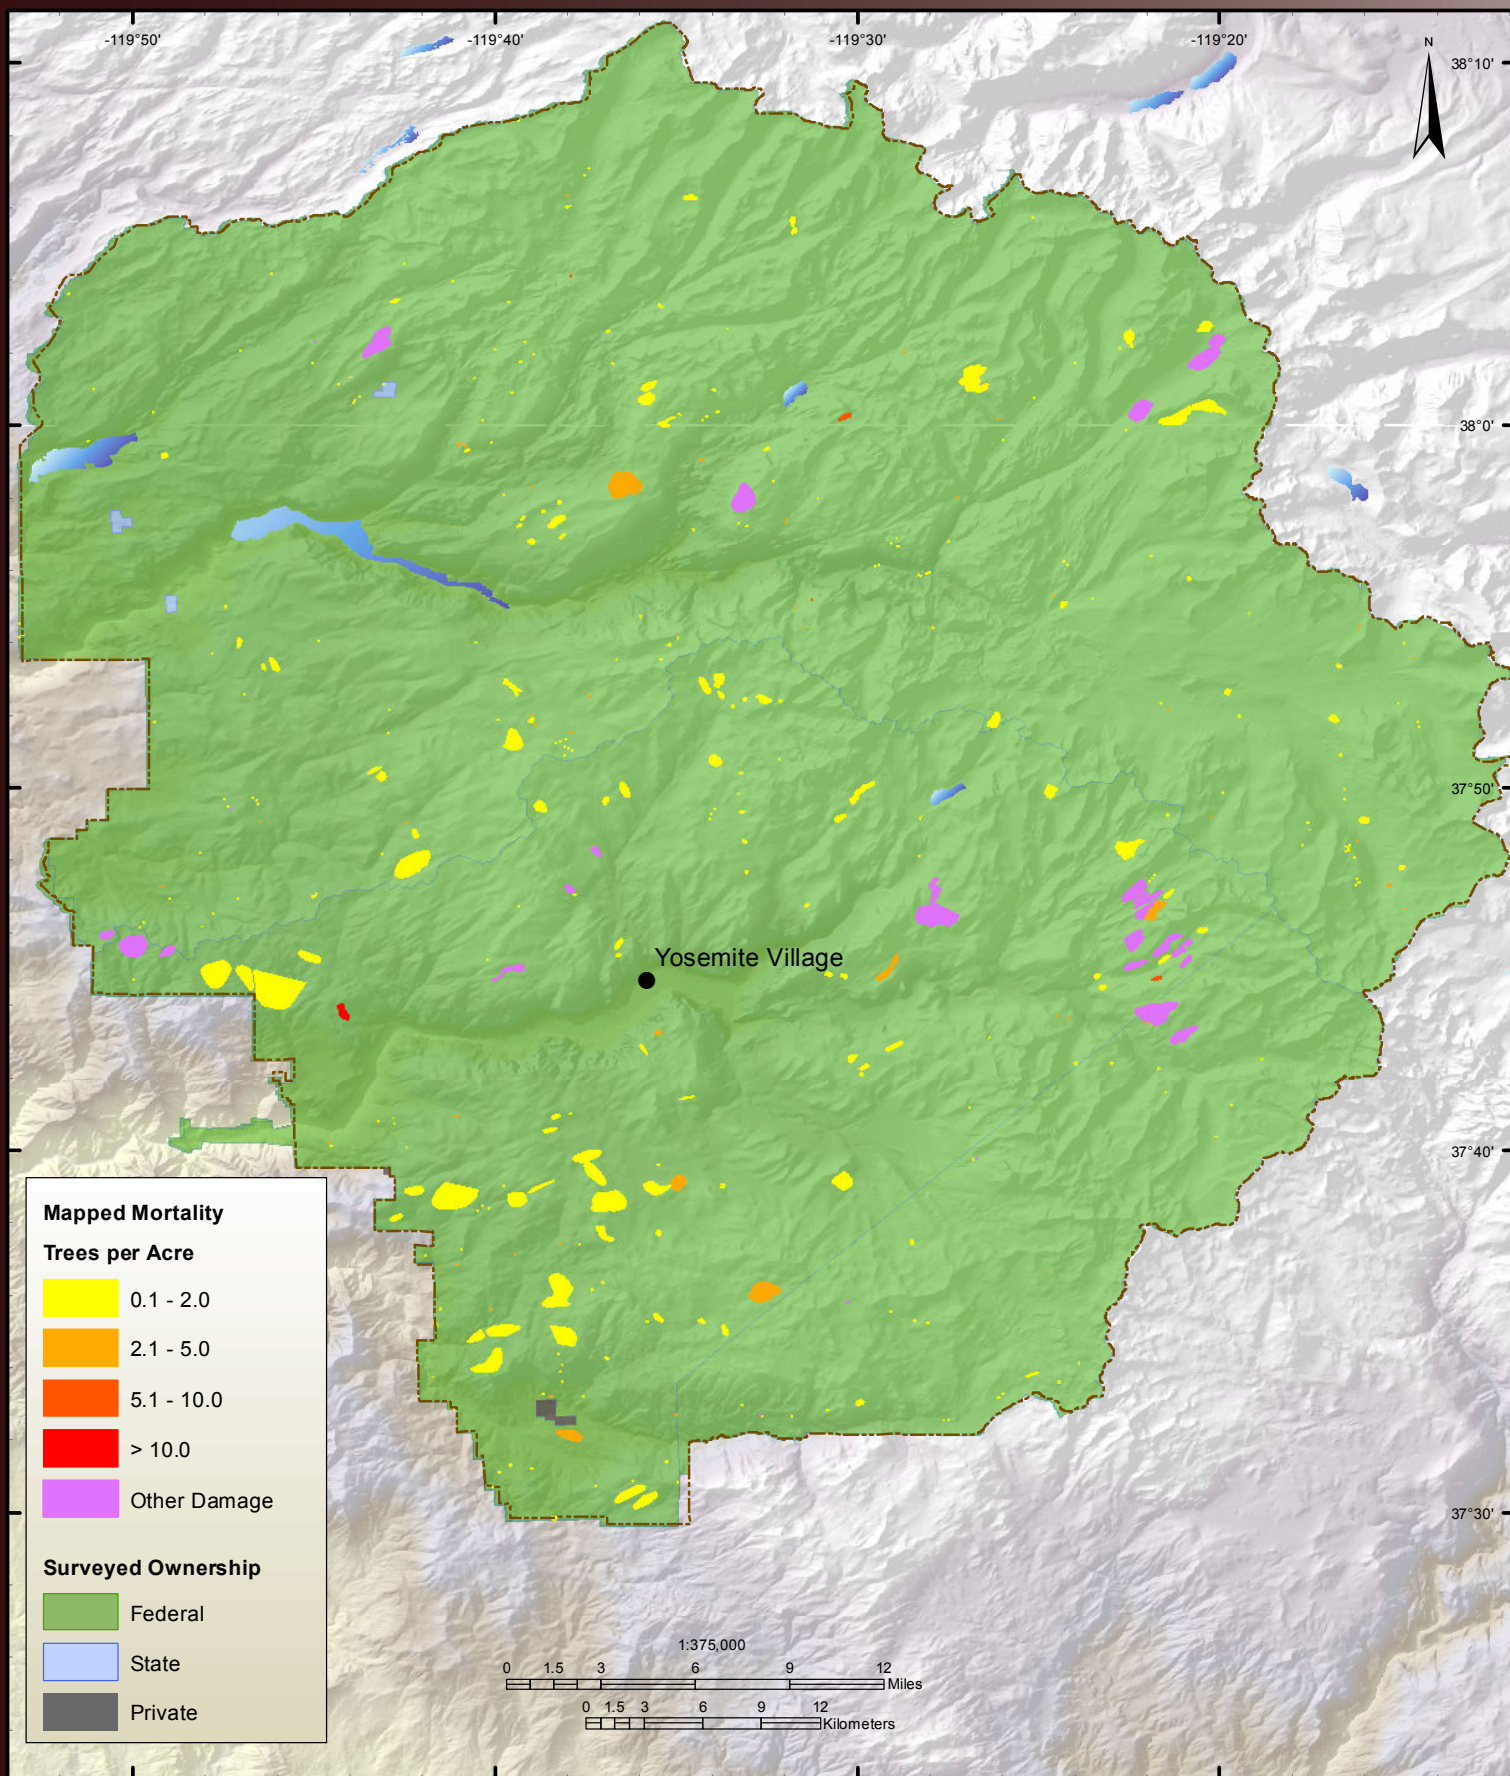 -119°50'
-119°40'
-119°30'
-119°20'
N
38°10'
38°0'
37°50'
Yosemite Village
37°40'
37°30'
Mapped Mortality
Trees per Acre
0.1 - 2.0
2.1 - 5.0
5.1 - 10.0
> 10.0
Other Damage
Surveyed Ownership
Federal
State
Private
1:375,000
0 1.5 3 6 9 12
Miles
0 1.5 3 6 9 12
Kilometers